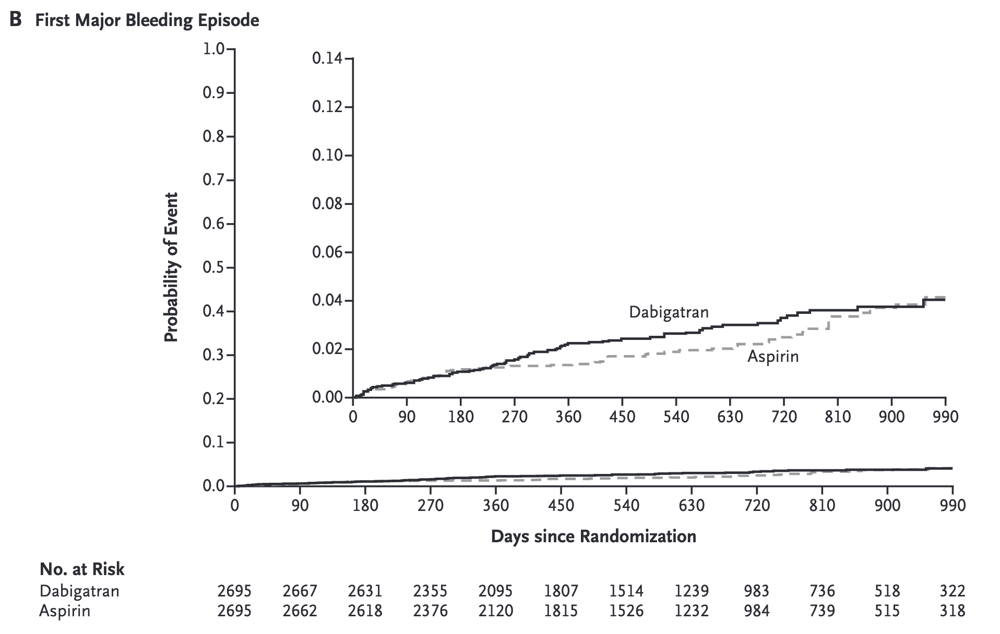 B First Major Bleeding Episode
1.0
0.9
0.8
0.7
0.6
0.5
0.4
0.3
0.2
0.1
0.0
Probability of Event
0.14
0.12
0.10
0.08
0.06
0.04
0.02
0.00
Dabigatran
Aspirin
0 90 180 270 360 450 540 630 720 810 900 990
0 90 180 270 360 450 540 630 720 810 900 990
Days since Randomization
No. at Risk
Dabigatran 2695 2667 2631 2355 2095 1807 1514 1239 983 736 518 322
Aspirin 2695 2662 2618 2376 2120 1815 1526 1232 984 739 515 318